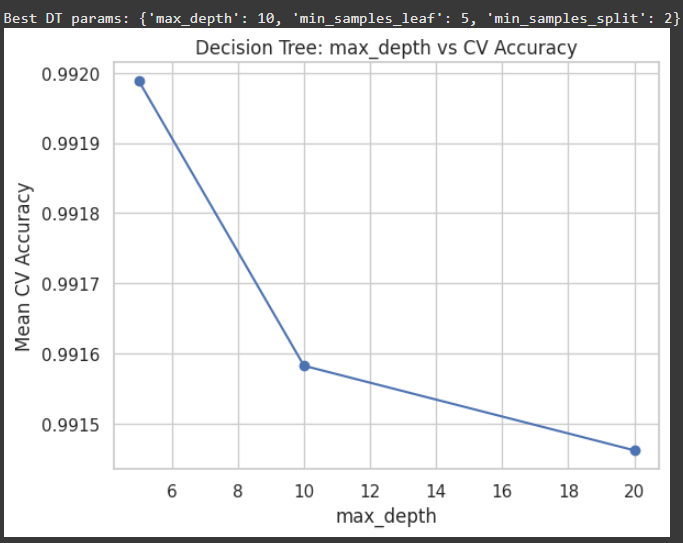 Best DT params: {'max_depth': 10, 'min_samples_leaf': 5, 'min_samples_split': 2}
Decision Tree: max_depth vs CV Accuracy
0.9920
0.9919
0.9918
0.9917
0.9916
0.9915
Mean CV Accuracy
6 8 10 12 14 16 18 20
max_depth